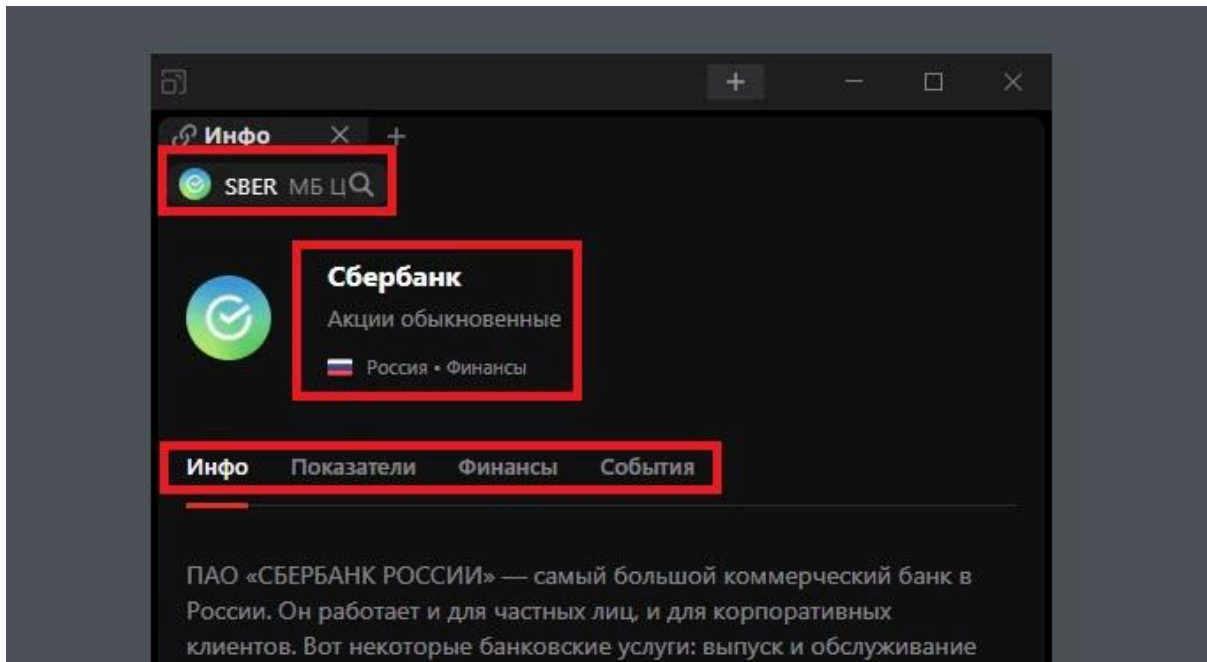 Инфо
SBER МБ Ц
Сбербанк
Акции обыкновенные
Россия • Финансы
Инфо Показатели Финансы События
ПАО «СБЕРБАНК РОССИИ» — самый большой коммерческий банк в
России. Он работает и для частных лиц, и для корпоративных
клиентов. Вот некоторые банковские услуги: выпуск и обслуживание